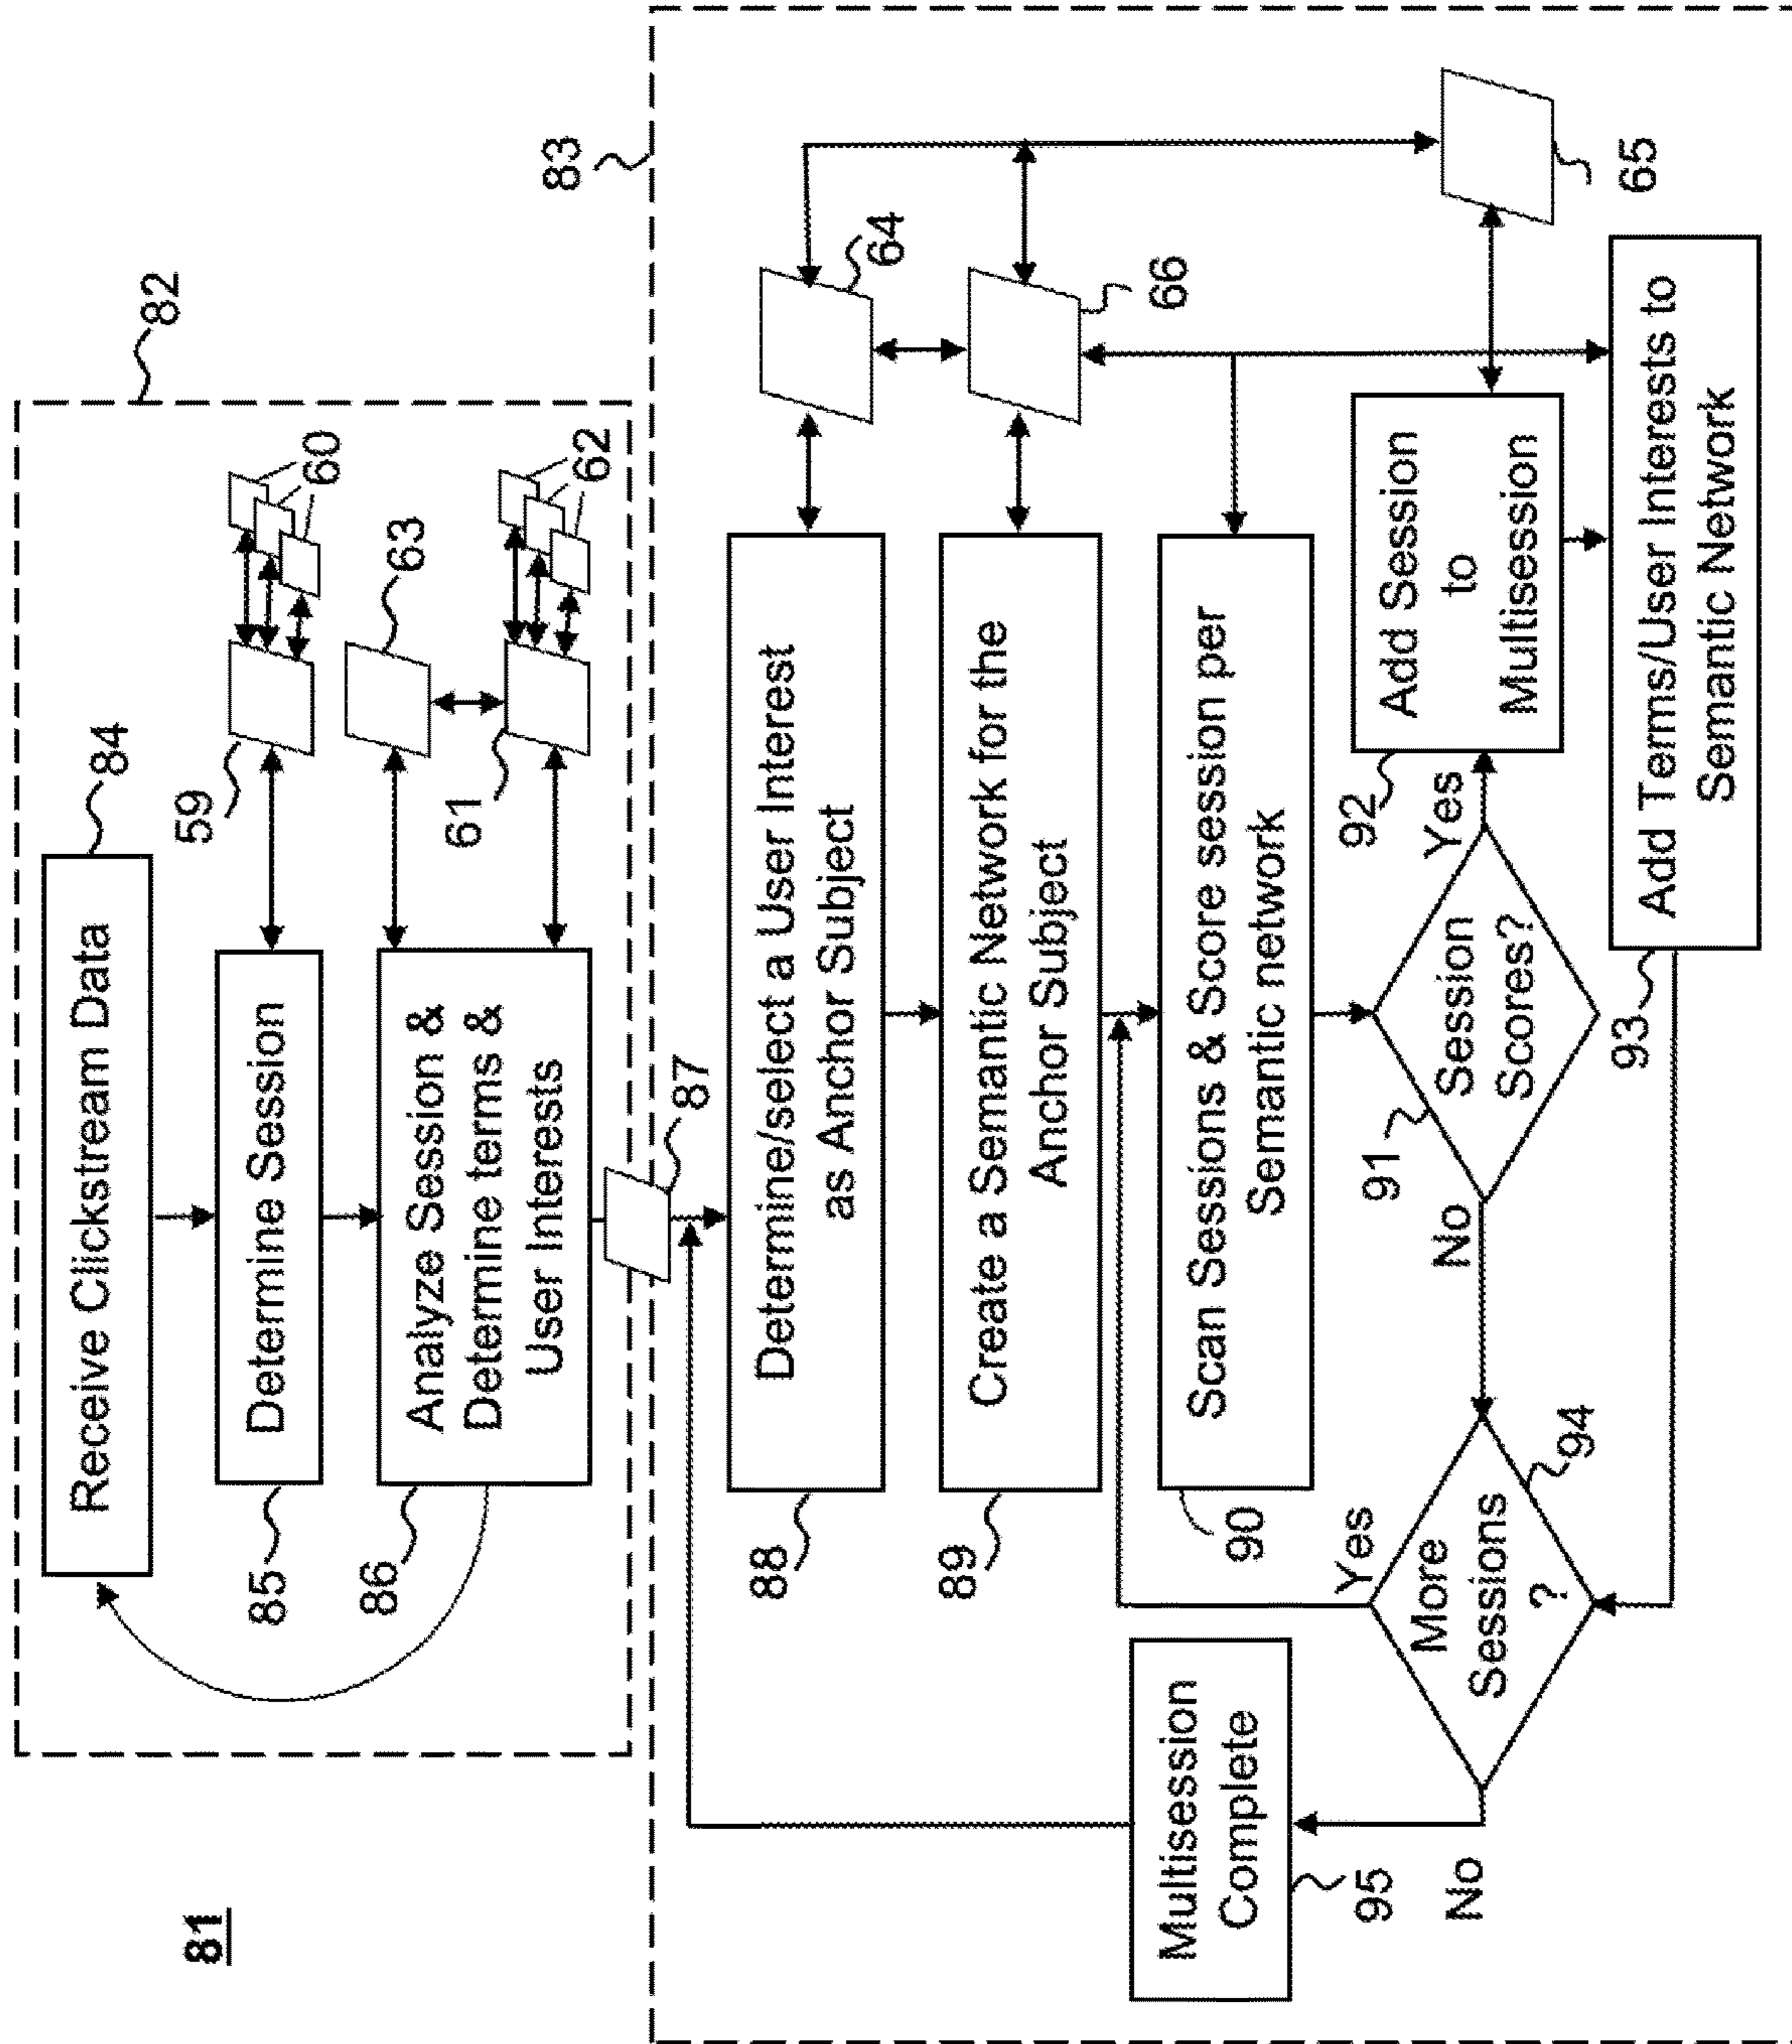 81
82
84
Receive Clickstream Data
59
60
85
Determine Session
63
86
Analyze Session &
Determine terms &
User Interests
61
62
87
83
88
Determine/select a User Interest
as Anchor Subject
64
89
Create a Semantic Network for the
Anchor Subject
66
90
Scan Sessions & Score session per
Semantic network
91
Session
Scores?
Yes
No
92
Add Session
to
Multisession
65
93
Add Terms/User Interests to
Semantic Network
94
More
Sessions
?
Yes
No
95
Multisession
Complete